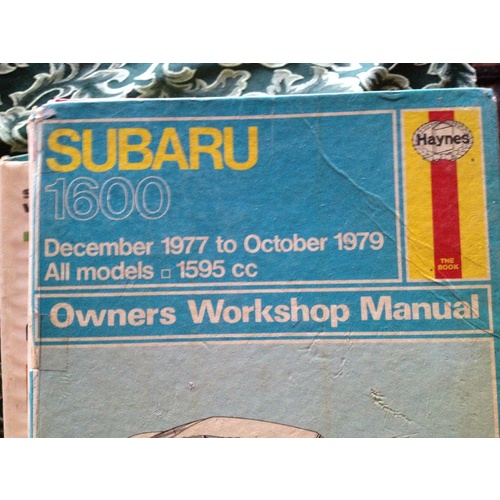 SUBARU
1600
December 1977 to October 1979
All models □ 1595 cc
Haynes
THE
BOOK
Owners Workshop Manual